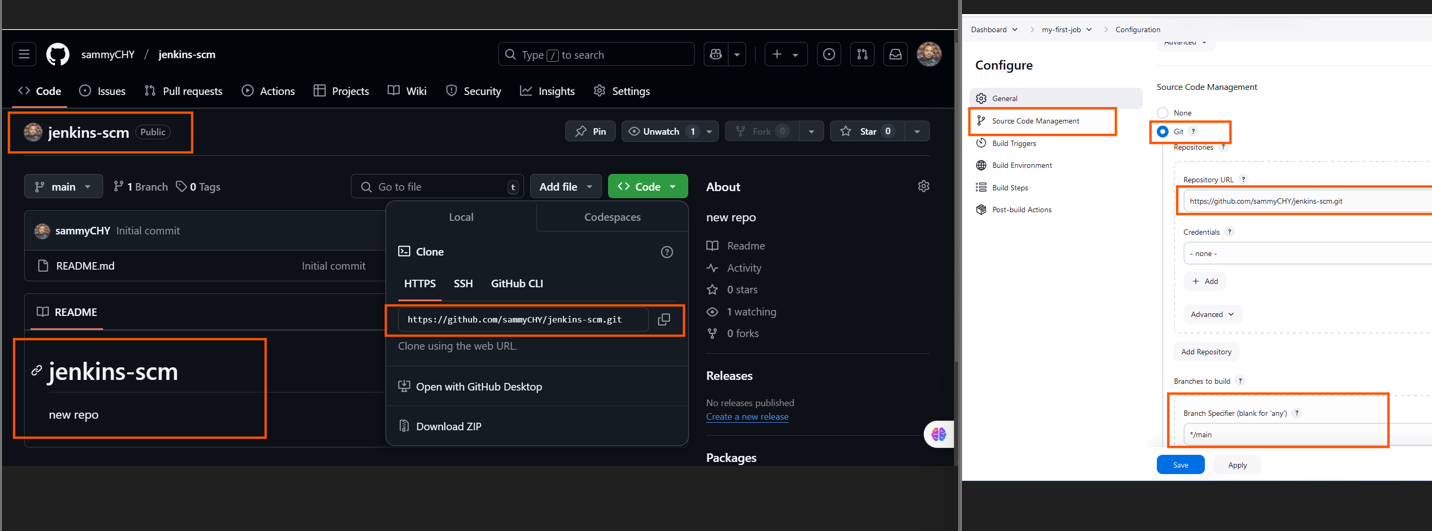 sammyCHY / jenkins-scm
Type / to search
Code
Issues
Pull requests
Actions
Projects
Wiki
Security
Insights
Settings
jenkins-scm Public
Pin
Unwatch 1
Fork 0
Star 0
main
1 Branch
0 Tags
Go to file t
Add file
Code
sammyCHY Initial commit
README.md Initial commit
README
jenkins-scm
new repo
Local
Codespaces
Clone
HTTPS SSH GitHub CLI
https://github.com/sammyCHY/jenkins-scm.git
Clone using the web URL.
Open with GitHub Desktop
Download ZIP
About
new repo
Readme
Activity
0 stars
1 watching
0 forks
Releases
No releases published
Create a new release
Packages
Dashboard > my-first-job > Configuration
Configure
General
Source Code Management
Build Triggers
Build Environment
Build Steps
Post-build Actions
Advanced
Source Code Management
None
Git ?
Repositories ?
Repository URL ?
https://github.com/sammyCHY/jenkins-scm.git
Credentials ?
- none -
+ Add
Advanced
Add Repository
Branches to build ?
Branch Specifier (blank for 'any') ?
*/main
Save
Apply